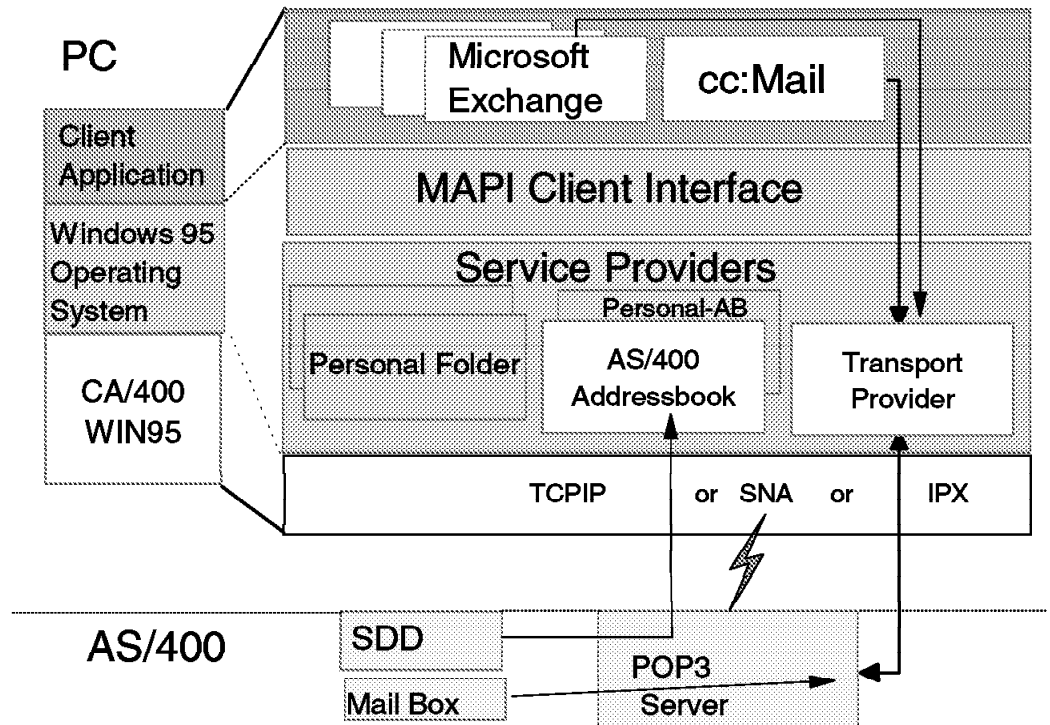 PC
Client
Application
Windows 95
Operating
System
CA/400
WIN95
Microsoft
Exchange
cc:Mail
MAPI Client Interface
Service Providers
Personal-AB
Personal Folder
AS/400
Addressbook
Transport
Provider
TCPIP or SNA or IPX
AS/400
SDD
Mail Box
POP3
Server